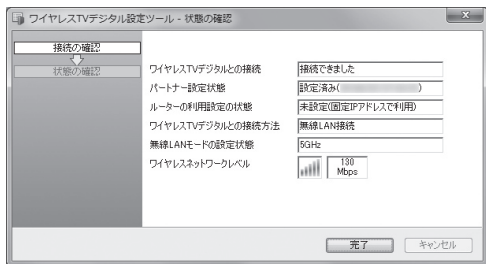 ワイヤレスTVデジタル設定ツール - 状態の確認
接続の確認
状態の確認
ワイヤレスTVデジタルとの接続 接続できました
パートナー設定状態 設定済み( )
ルーターの利用設定の状態 未設定(固定IPアドレスで利用)
ワイヤレスTVデジタルとの接続方法 無線LAN接続
無線LANモードの設定状態 5GHz
ワイヤレスネットワークレベル 130 Mbps
完了 キャンセル